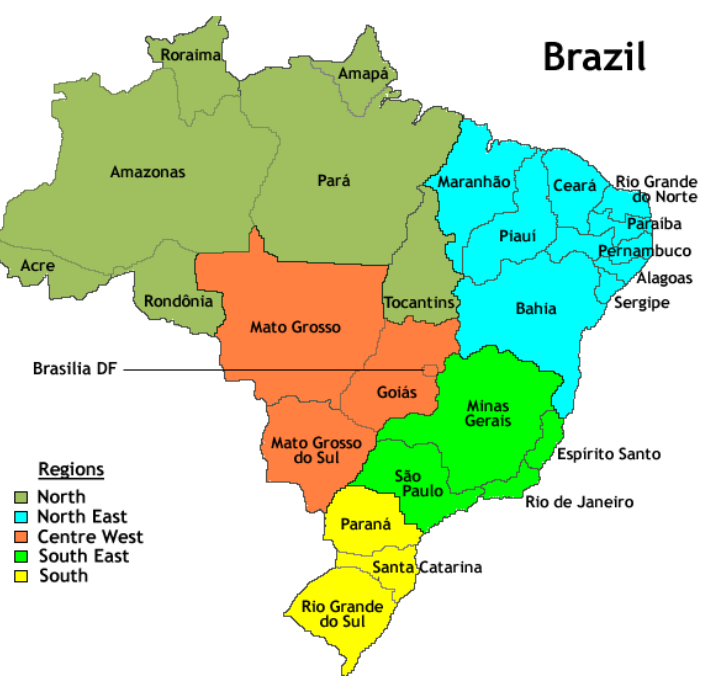 Brazil
Roraima
Amapá
Amazonas
Pará
Maranhão
Ceará
Rio Grande
do Norte
Paraíba
Piauí
Pernambuco
Acre
Alagoas
Rondônia
Tocantins
Sergipe
Bahia
Mato Grosso
Brasilia DF
Goiás
Minas
Gerais
Mato Grosso
do Sul
Espírito Santo
São
Paulo
Rio de Janeiro
Regions
North
North East
Centre West
South East
South
Paraná
Santa Catarina
Rio Grande
do Sul